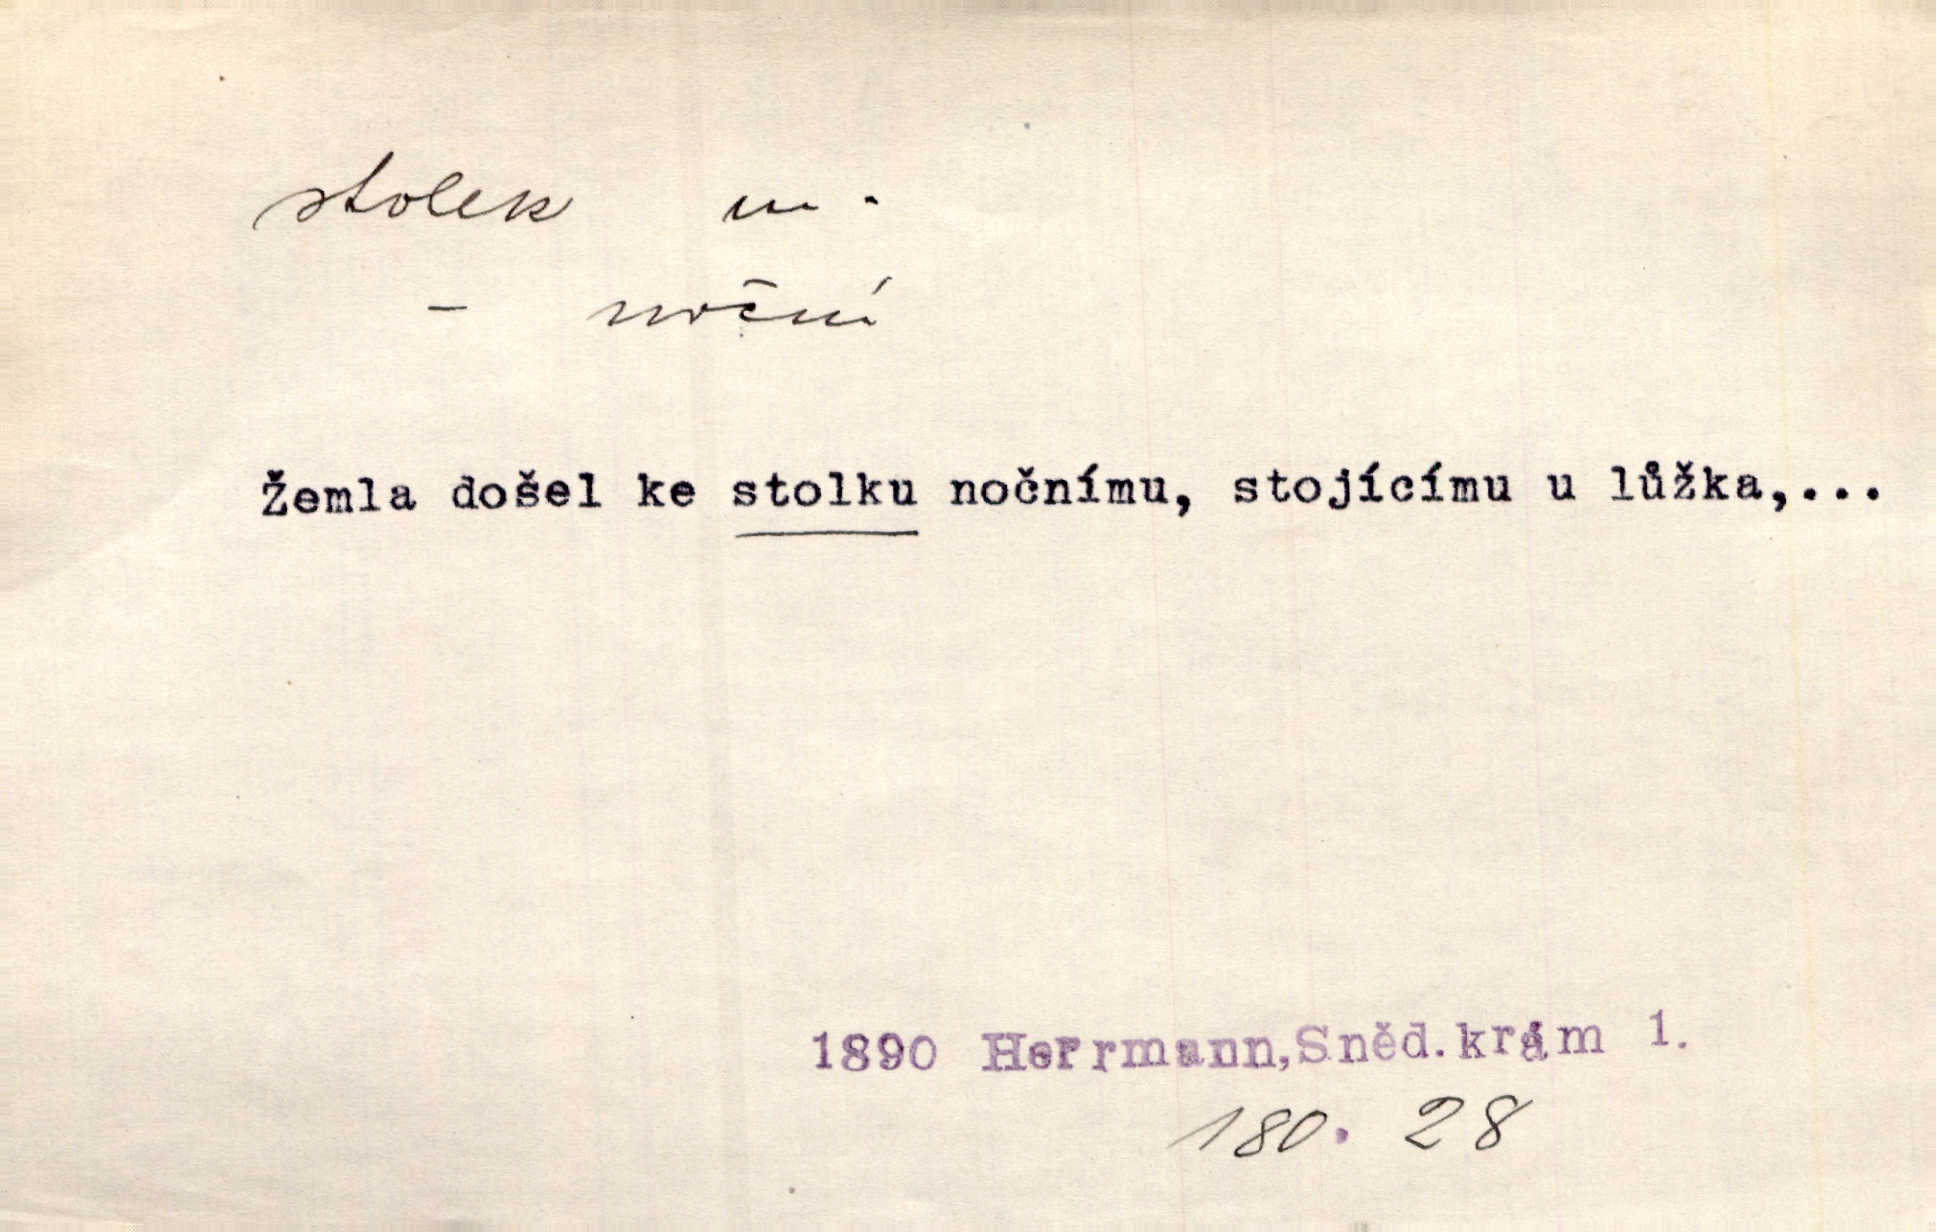 stolek m.
- noční
Žemla došel ke stolku nočnímu, stojícímu u lůžka,...
1890 Herrmann,Sněd.krám 1.
180. 28